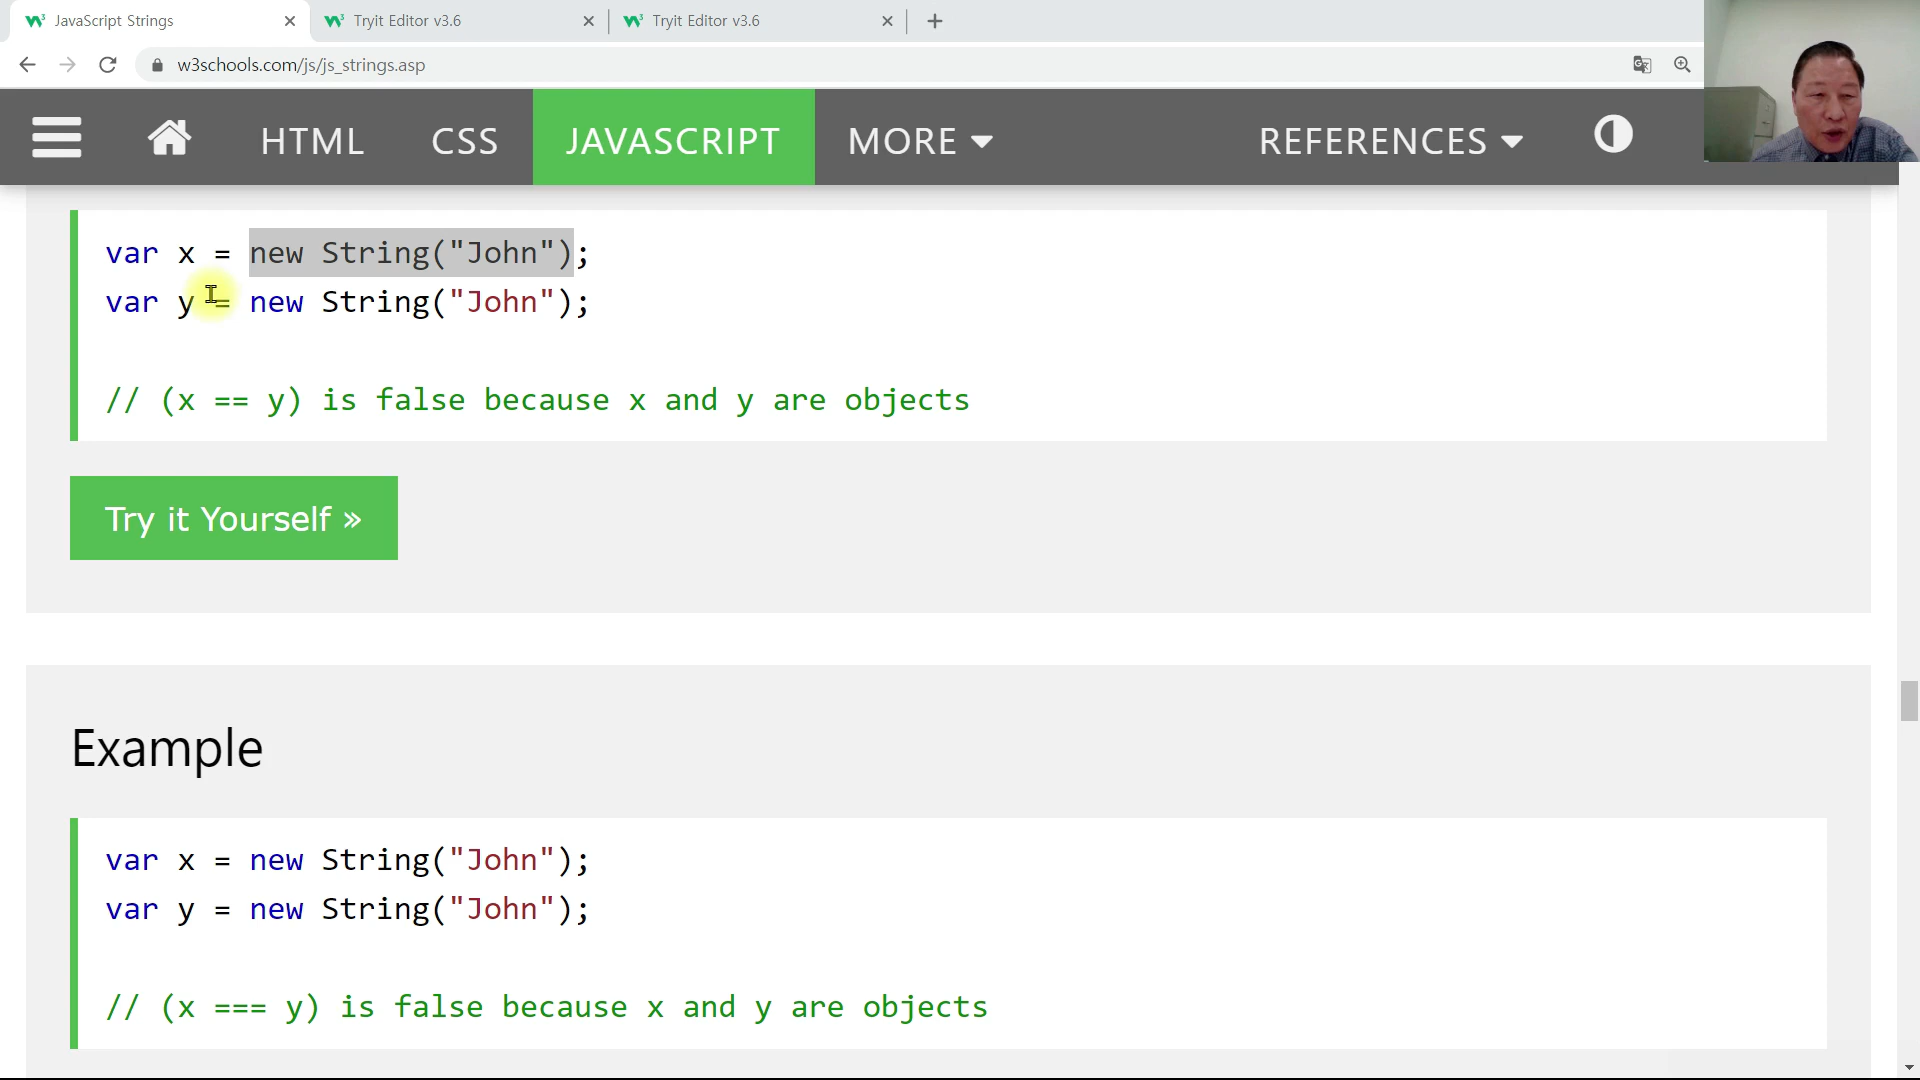 JavaScript Strings
Tryit Editor v3.6
Tryit Editor v3.6
w3schools.com/js/js_strings.asp
HTML CSS JAVASCRIPT MORE REFERENCES
var x = new String("John");
var y = new String("John");
// (x == y) is false because x and y are objects
Try it Yourself »
Example
var x = new String("John");
var y = new String("John");
// (x === y) is false because x and y are objects